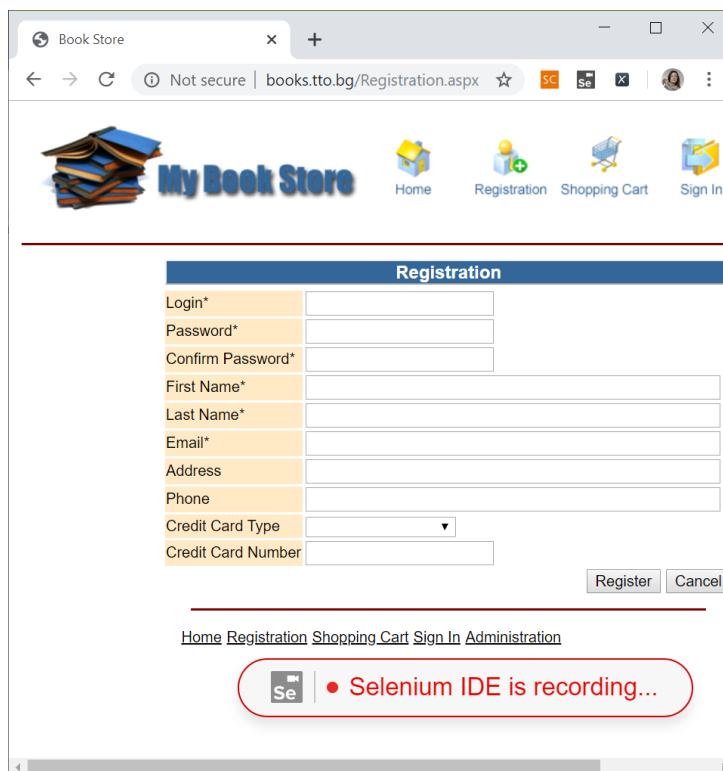 Book Store
Not secure | books.tto.bg/Registration.aspx SC Se X
My Book Store
Home Registration Shopping Cart Sign In
Registration
Login*
Password*
Confirm Password*
First Name*
Last Name*
Email*
Address
Phone
Credit Card Type
Credit Card Number
Register Cancel
Home Registration Shopping Cart Sign In Administration
Se Selenium IDE is recording...